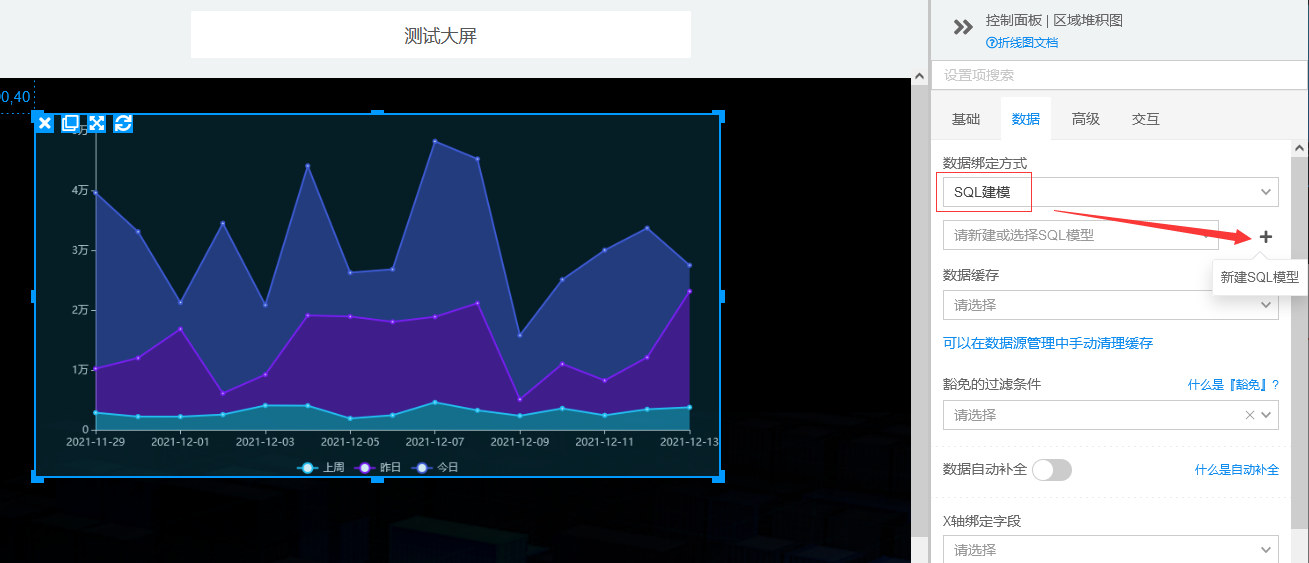 测试大屏
控制面板 | 区域堆积图
折线图文档
设置项搜索
基础
数据
高级
交互
0,40
5万
4万
3万
2万
1万
0
2021-11-29
2021-12-01
2021-12-03
2021-12-05
2021-12-07
2021-12-09
2021-12-11
2021-12-13
上周
昨日
今日
数据绑定方式
SQL建模
请新建或选择SQL模型
新建SQL模型
数据缓存
请选择
可以在数据源管理中手动清理缓存
豁免的过滤条件
什么是『豁免』?
请选择
数据自动补全
什么是自动补全
X轴绑定字段
请选择